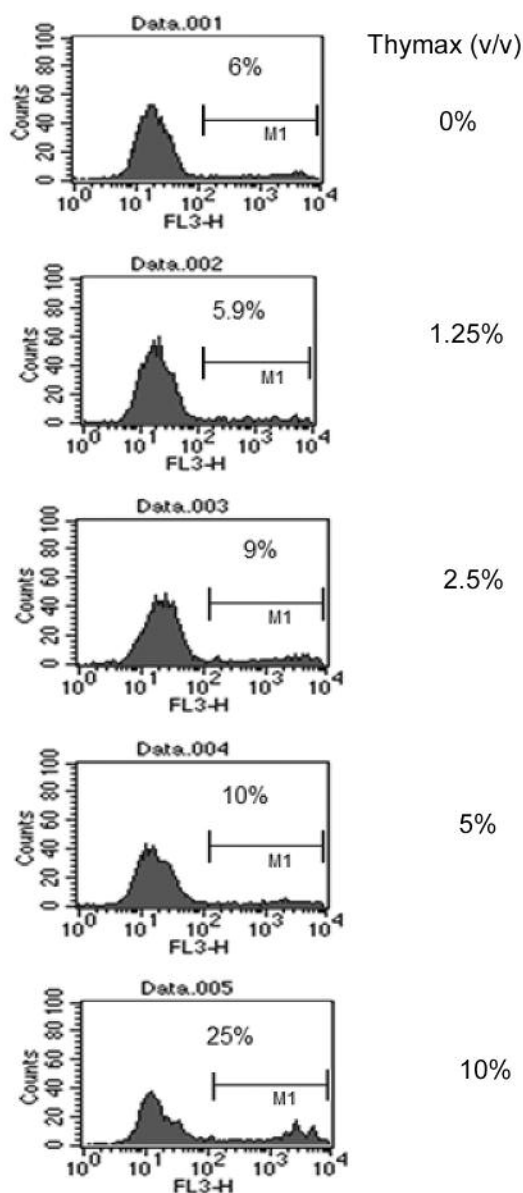 Data.001
Thymax (v/v)
100
80
60
40
20
0
Counts
6%
M1
10^0 10^1 10^2 10^3 10^4
FL3-H
0%
Data.002
100
80
60
40
20
0
Counts
5.9%
M1
10^0 10^1 10^2 10^3 10^4
FL3-H
1.25%
Data.003
100
80
60
40
20
0
Counts
9%
M1
10^0 10^1 10^2 10^3 10^4
FL3-H
2.5%
Data.004
100
80
60
40
20
0
Counts
10%
M1
10^0 10^1 10^2 10^3 10^4
FL3-H
5%
Data.005
100
80
60
40
20
0
Counts
25%
M1
10^0 10^1 10^2 10^3 10^4
FL3-H
10%